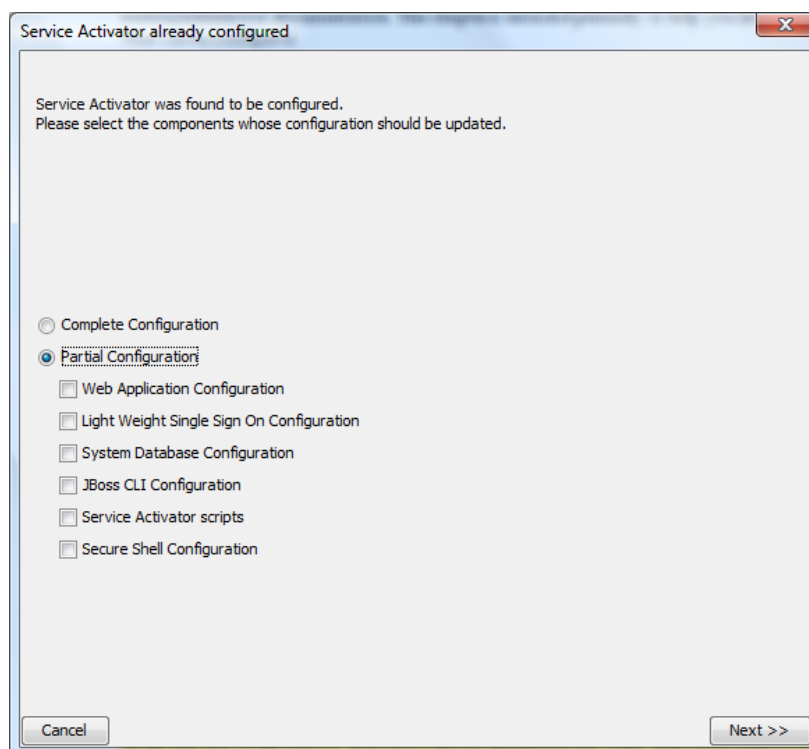 Service Activator already configured
Service Activator was found to be configured.
Please select the components whose configuration should be updated.
Complete Configuration
Partial Configuration
Web Application Configuration
Light Weight Single Sign On Configuration
System Database Configuration
JBoss CLI Configuration
Service Activator scripts
Secure Shell Configuration
Cancel
Next >>